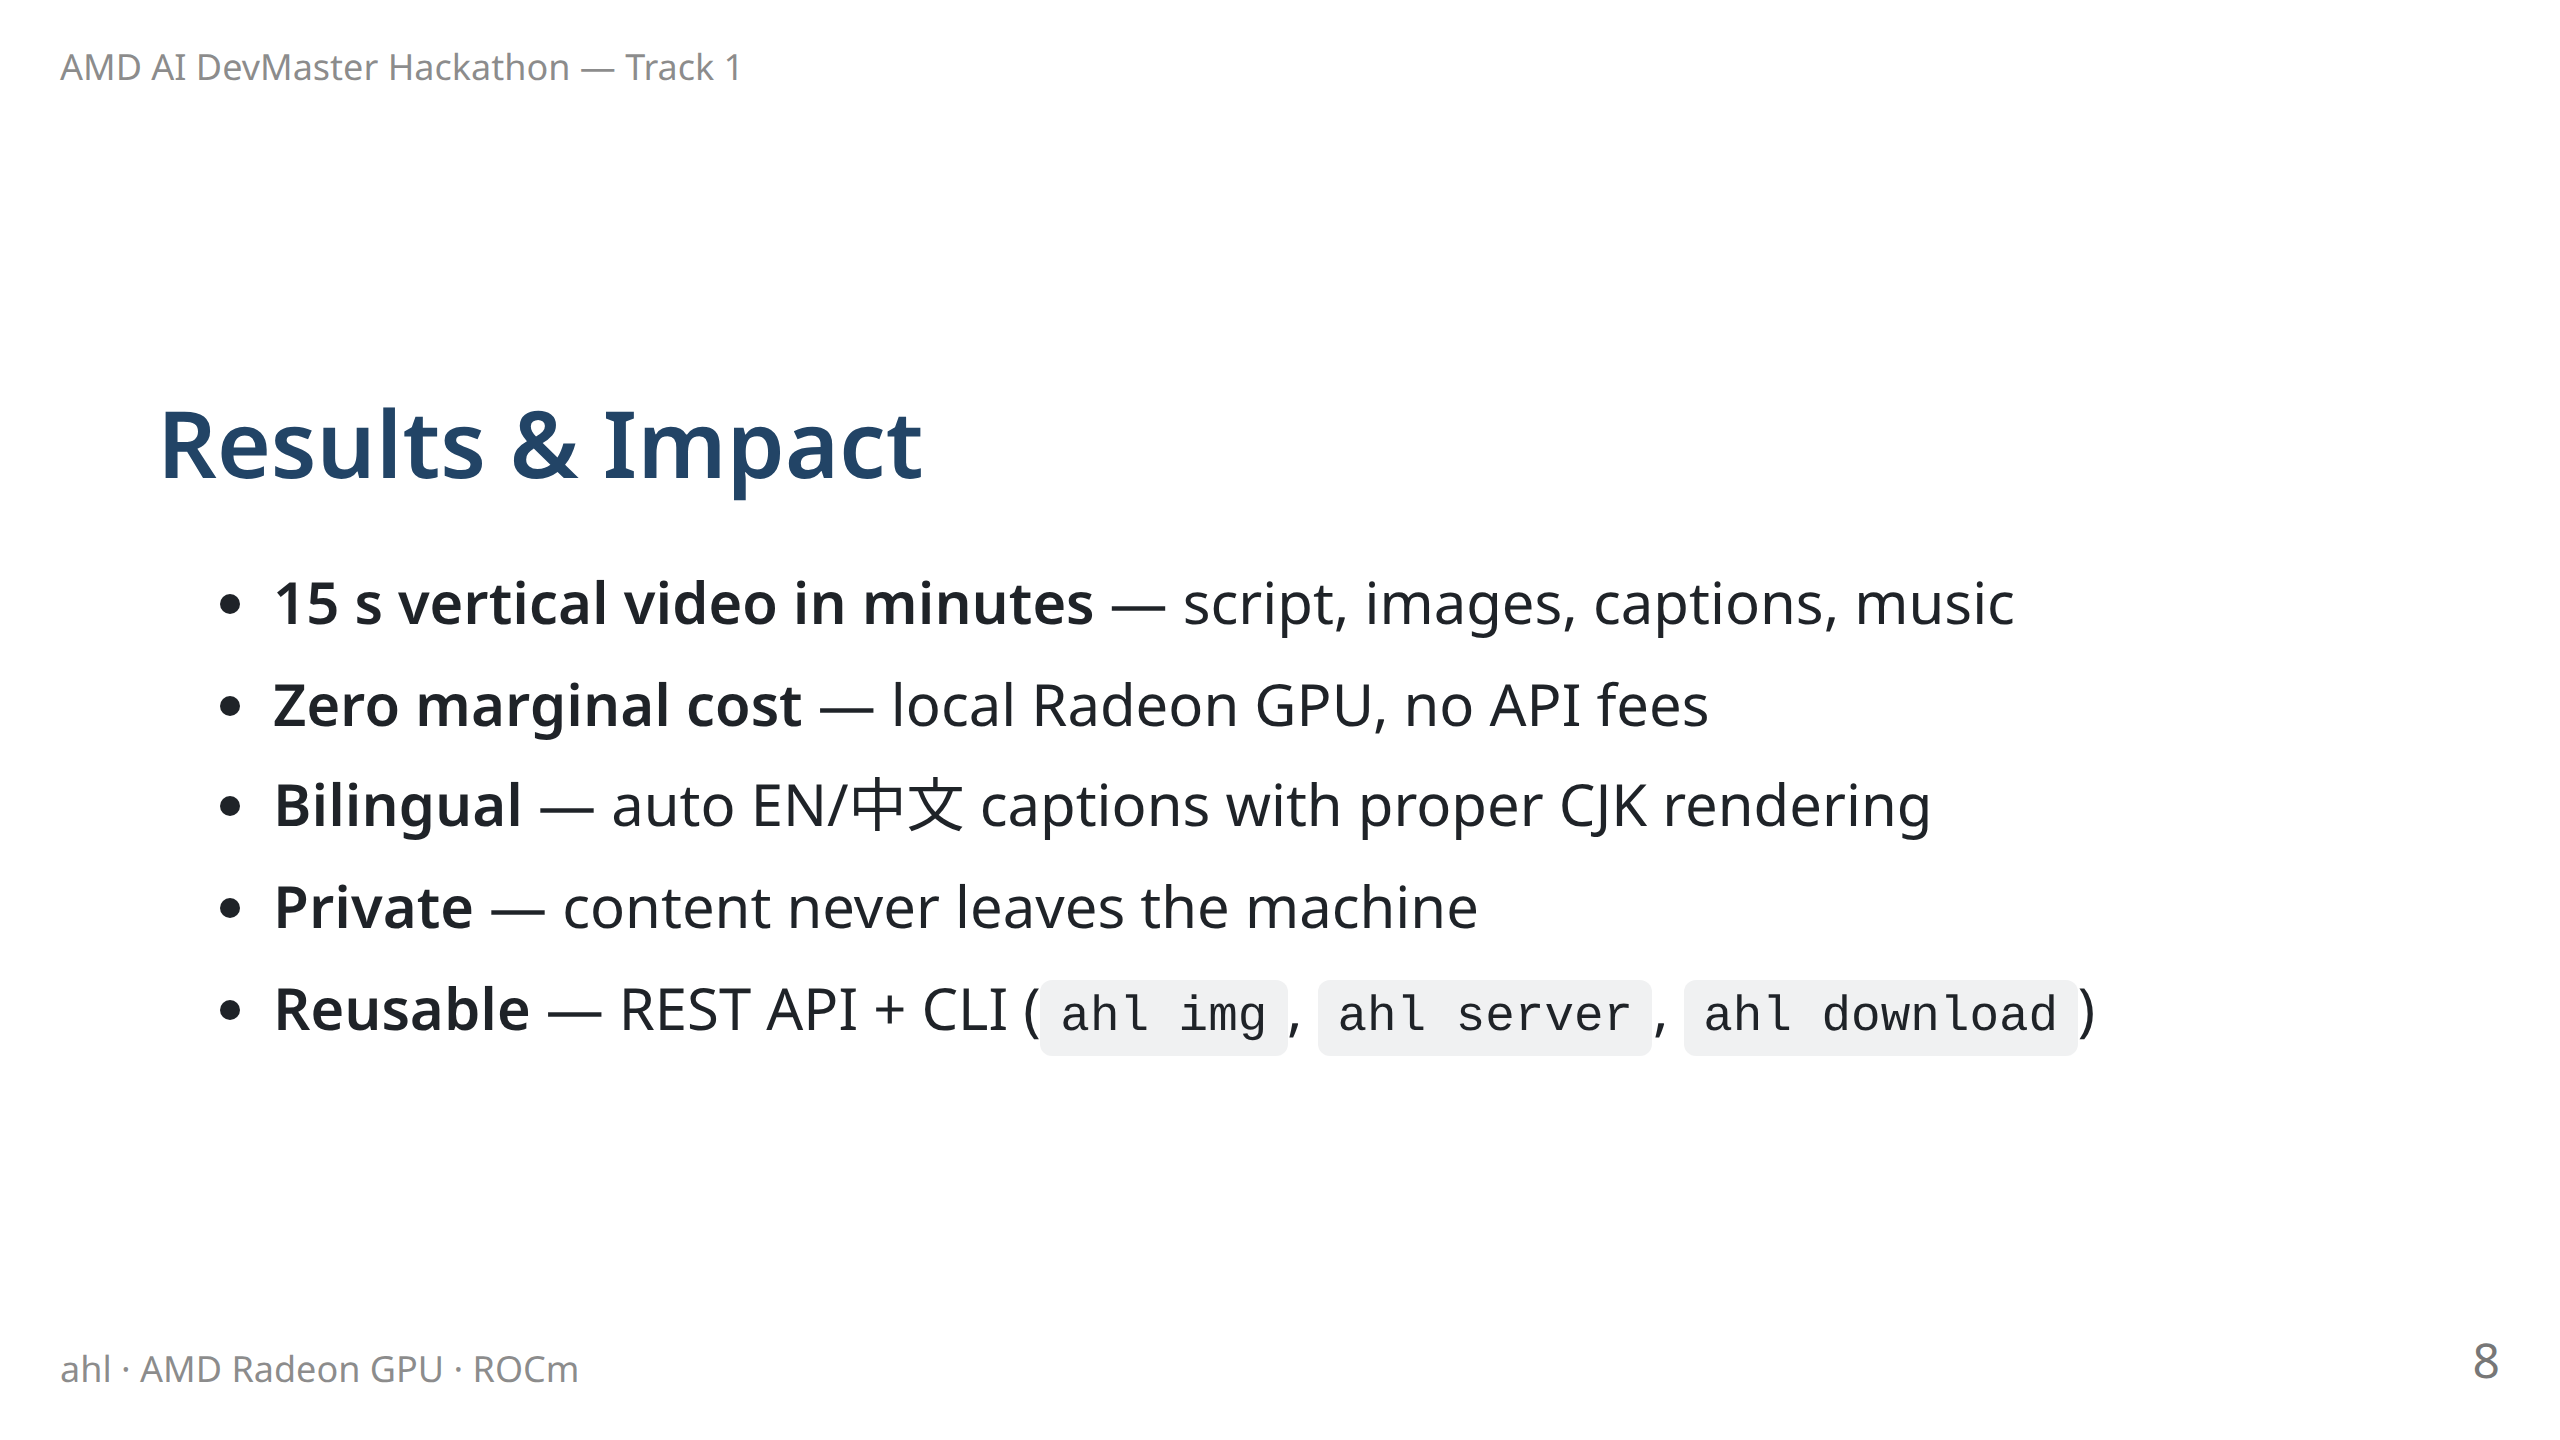 AMD AI DevMaster Hackathon — Track 1
Results & Impact
• 15 s vertical video in minutes — script, images, captions, music
• Zero marginal cost — local Radeon GPU, no API fees
• Bilingual — auto EN/中文 captions with proper CJK rendering
• Private — content never leaves the machine
• Reusable — REST API + CLI (ahl img, ahl server, ahl download)
ahl · AMD Radeon GPU · ROCm
8